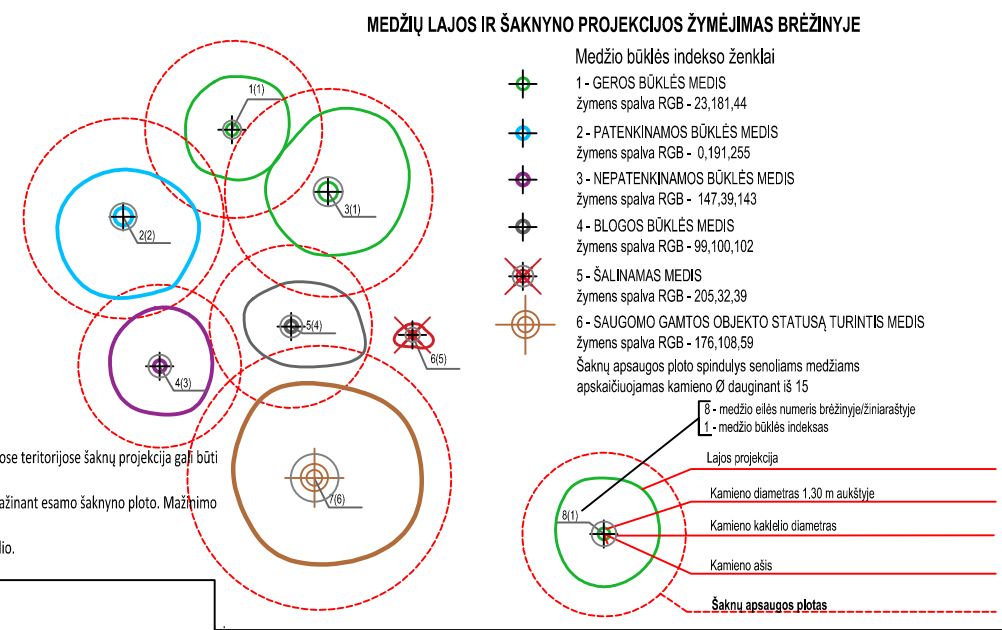 MEDŽIŲ LAJOS IR ŠAKNYNO PROJEKCIJOS ŽYMĖJIMAS BRĖŽINYJE
Medžio būklės indekso ženklai
1 - GEROS BŪKLĖS MEDIS
žymens spalva RGB - 23,181,44
2 - PATENKINAMOS BŪKLĖS MEDIS
žymens spalva RGB - 0,191,255
3 - NEPATENKINAMOS BŪKLĖS MEDIS
žymens spalva RGB - 147,39,143
4 - BLOGOS BŪKLĖS MEDIS
žymens spalva RGB - 99,100,102
5 - ŠALINAMAS MEDIS
žymens spalva RGB - 205,32,39
6 - SAUGOMO GAMTOS OBJEKTO STATUSĄ TURINTIS MEDIS
žymens spalva RGB - 176,108,59
Šaknų apsaugos ploto spindulys senoliams medžiams
apskaičiuojamas kamieno Ø dauginant iš 15
1(1)
3(1)
2(2)
5(4)
6(5)
4(3)
7(6)
ose teritorijose šaknų projekcija gali būti
ažinant esamo šaknyno ploto. Mažinimo
lio.
8 - medžio eilės numeris brėžinyje/žiniaraštyje
1 - medžio būklės indeksas
Lajos projekcija
Kamieno diametras 1,30 m aukštyje
8(1)
Kamieno kaklelio diametras
Kamieno ašis
Šaknų apsaugos plotas